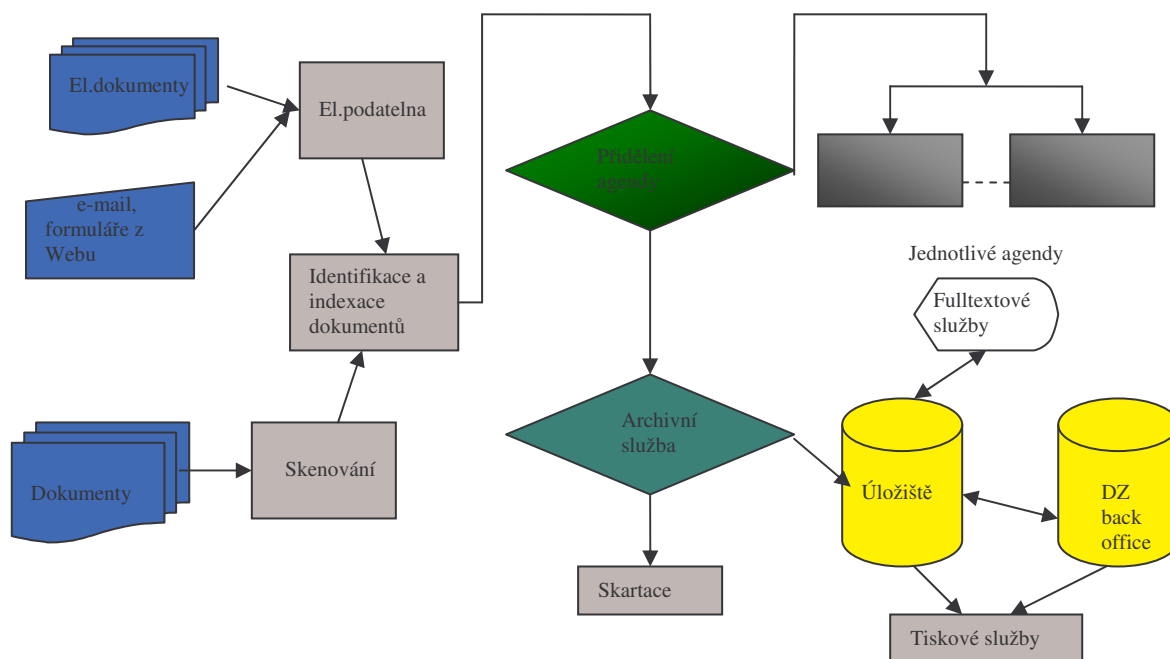 El.dokumenty
El.podatelna
e-mail,
formuláře z
Webu
Identifikace a
indexace
dokumentů
Dokumenty
Skenování
Přidělení
agendy
Jednotlivé agendy
Fulltextové
služby
Archivní
služba
Úložiště
DZ
back
office
Skartace
Tiskové služby